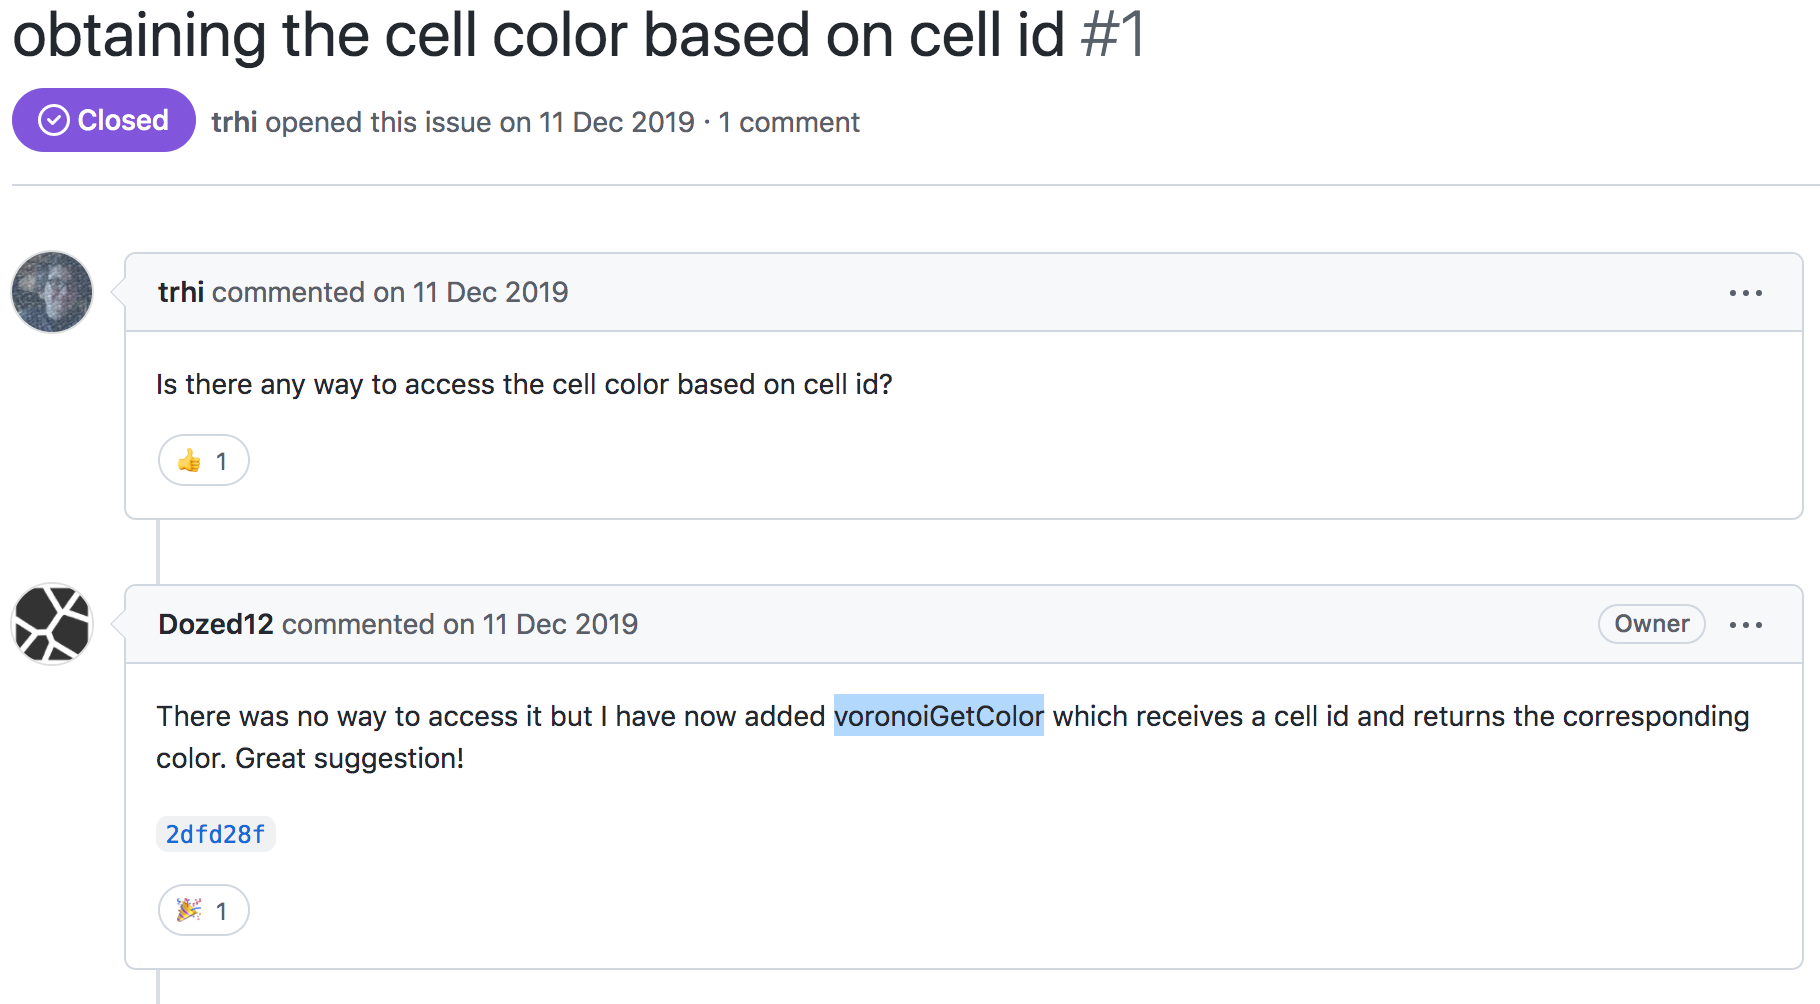 obtaining the cell color based on cell id #1
Closed
trhi opened this issue on 11 Dec 2019 · 1 comment
trhi commented on 11 Dec 2019
Is there any way to access the cell color based on cell id?
👍 1
Dozed12 commented on 11 Dec 2019
Owner
There was no way to access it but I have now added voronoiGetColor which receives a cell id and returns the corresponding
color. Great suggestion!
2dfd28f
🎉 1